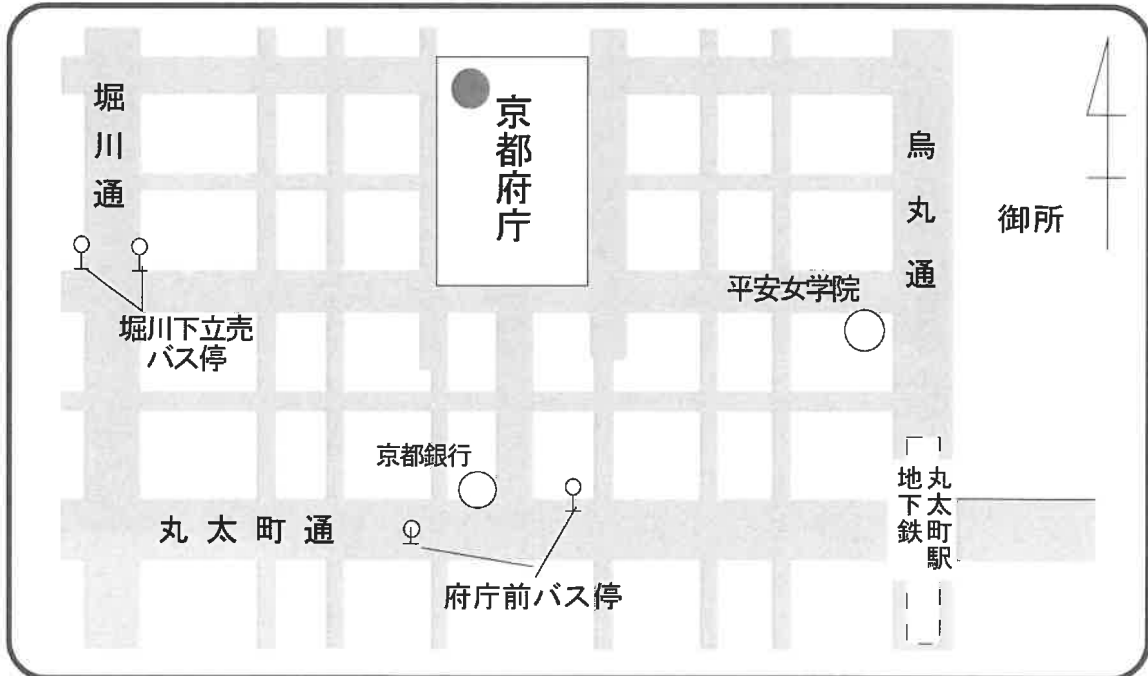 堀川通
京都府庁
烏丸通
御所
平安女学院
堀川下立売
バス停
京都銀行
丸太町通
地下鉄
丸太町駅
府庁前バス停